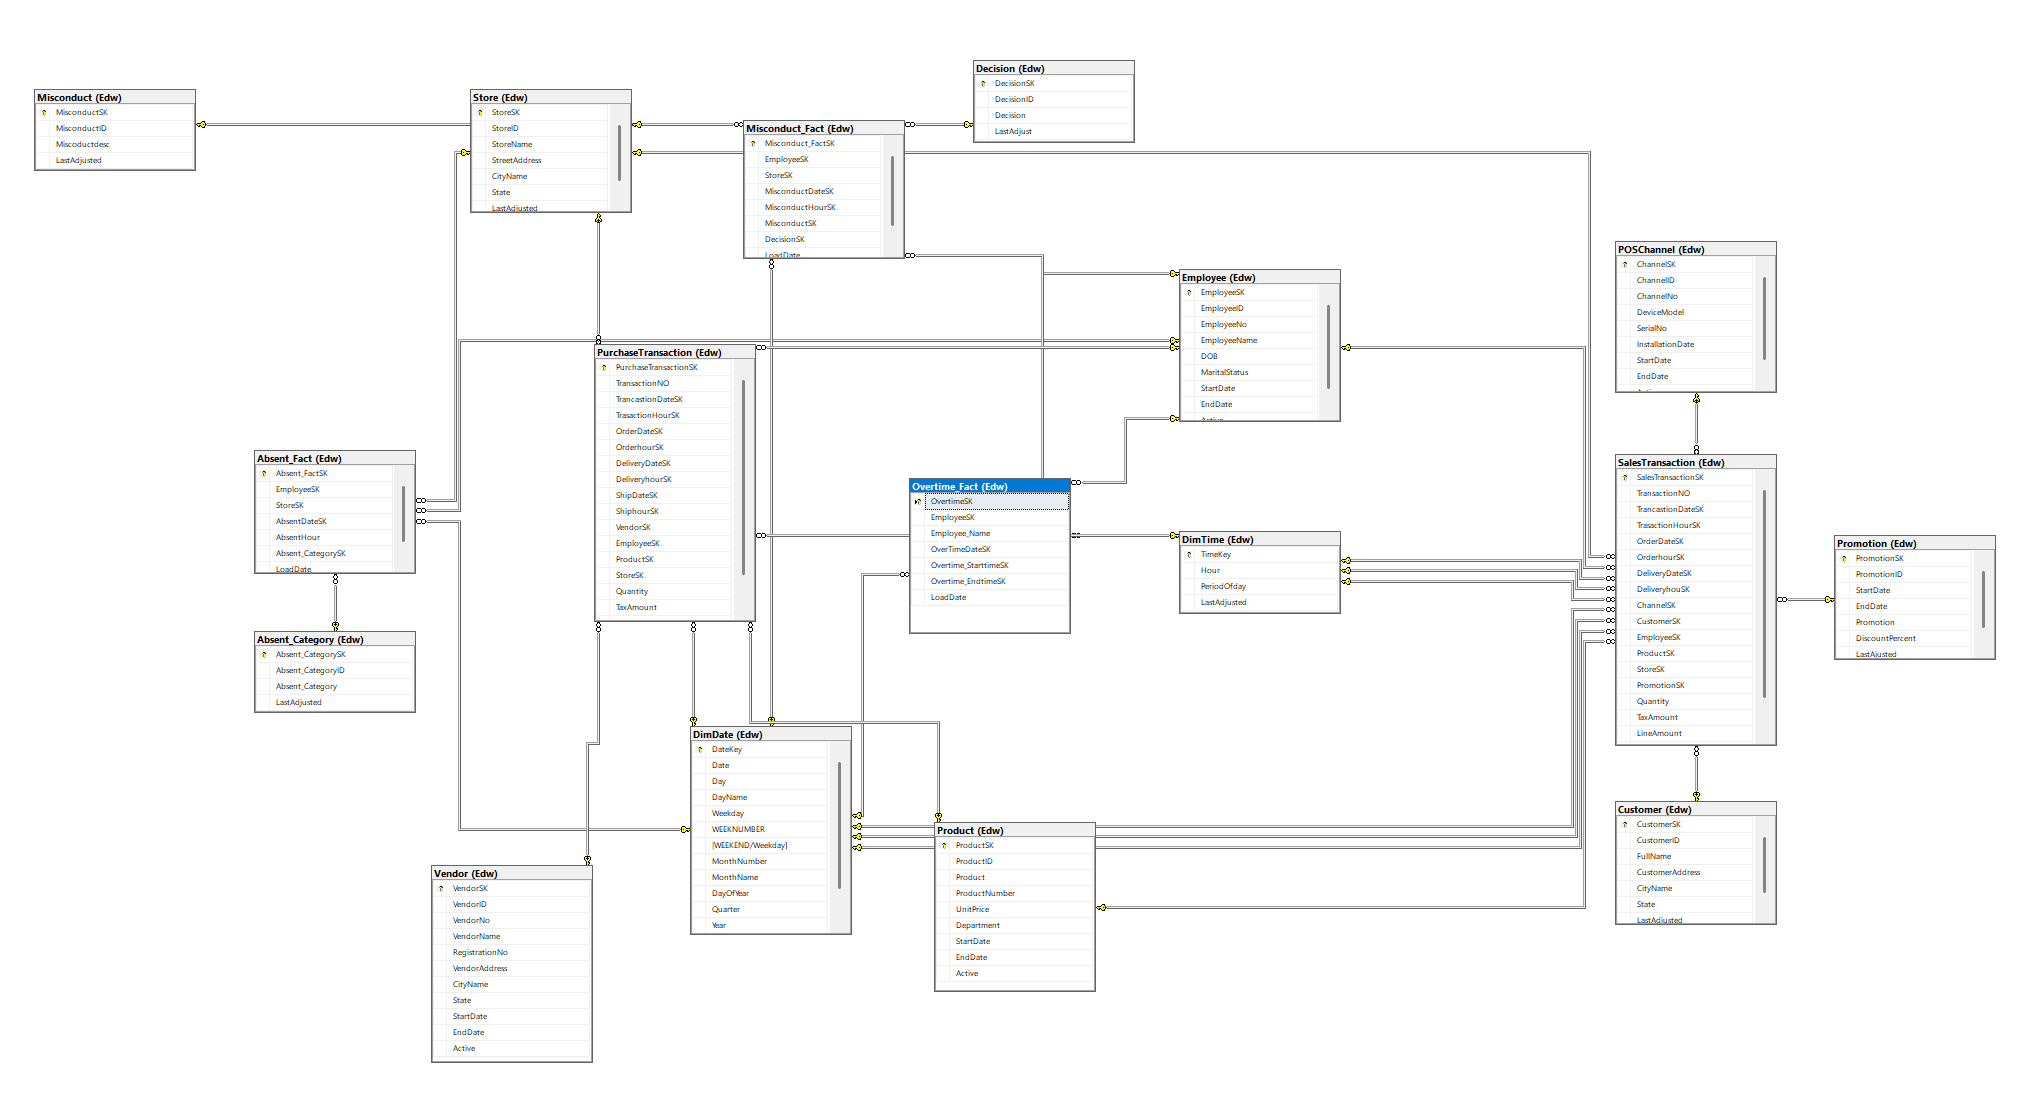 Misconduct (Edw)
MisconductSK
MisconductID
Miscoductdesc
LastAdjusted
Store (Edw)
StoreSK
StoreID
StoreName
StreetAddress
CityName
State
LastAdjusted
Misconduct_Fact (Edw)
Misconduct_FactSK
EmployeeSK
StoreSK
MisconductDateSK
MisconductHourSK
MisconductSK
DecisionSK
LoadDate
Decision (Edw)
DecisionSK
DecisionID
Decision
LastAdjust
Employee (Edw)
EmployeeSK
EmployeeID
EmployeeNo
EmployeeName
DOB
MaritalStatus
StartDate
EndDate
Active
POSChannel (Edw)
ChannelSK
ChannelID
ChannelNo
DeviceModel
SerialNo
InstallationDate
StartDate
EndDate
PurchaseTransaction (Edw)
PurchaseTransactionSK
TransactionNO
TrancastionDateSK
TrasactionHourSK
OrderDateSK
OrderhourSK
DeliveryDateSK
DeliveryhourSK
ShipDateSK
ShiphourSK
VendorSK
EmployeeSK
ProductSK
StoreSK
Quantity
TaxAmount
Absent_Fact (Edw)
Absent_FactSK
EmployeeSK
StoreSK
AbsentDateSK
AbsentHour
Absent_CategorySK
LoadDate
Absent_Category (Edw)
Absent_CategorySK
Absent_CategoryID
Absent_Category
LastAdjusted
Overtime_Fact (Edw)
OvertimeSK
EmployeeSK
Employee_Name
OverTimeDateSK
Overtime_StarttimeSK
Overtime_EndtimeSK
LoadDate
DimTime (Edw)
TimeKey
Hour
PeriodOfday
LastAdjusted
SalesTransaction (Edw)
SalesTransactionSK
TransactionNO
TrancastionDateSK
TrasactionHourSK
OrderDateSK
OrderhourSK
DeliveryDateSK
DeliveryhouSK
ChannelSK
CustomerSK
EmployeeSK
ProductSK
StoreSK
PromotionSK
Quantity
TaxAmount
LineAmount
Promotion (Edw)
PromotionSK
PromotionID
StartDate
EndDate
Promotion
DiscountPercent
LastAjusted
DimDate (Edw)
DateKey
Date
Day
DayName
Weekday
WEEKNUMBER
[WEEKEND/Weekday]
MonthNumber
MonthName
DayOfYear
Quarter
Year
Product (Edw)
ProductSK
ProductID
Product
ProductNumber
UnitPrice
Department
StartDate
EndDate
Active
Customer (Edw)
CustomerSK
CustomerID
FullName
CustomerAddress
CityName
State
LastAdjusted
Vendor (Edw)
VendorSK
VendorID
VendorNo
VendorName
RegistrationNo
VendorAddress
CityName
State
StartDate
EndDate
Active